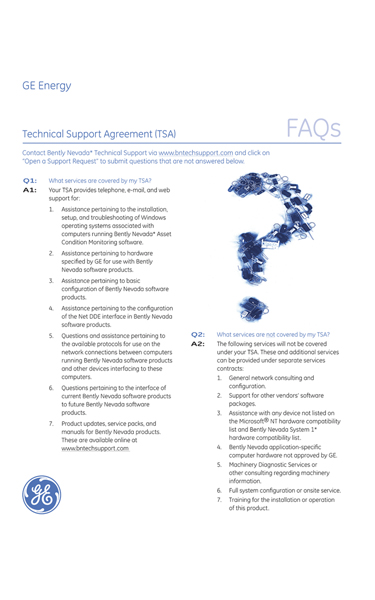 GE Energy
Technical Support Agreement (TSA)
FAQs
Contact Bently Nevada* Technical Support via www.bntechsupport.com and click on
"Open a Support Request" to submit questions that are not answered below.
Q1: What services are covered by my TSA?
A1: Your TSA provides telephone, e-mail, and web
support for:
1. Assistance pertaining to the installation,
setup, and troubleshooting of Windows
operating systems associated with
computers running Bently Nevada* Asset
Condition Monitoring software.
2. Assistance pertaining to hardware
specified by GE for use with Bently
Nevada software products.
3. Assistance pertaining to basic
configuration of Bently Nevada software
products.
4. Assistance pertaining to the configuration
of the Net DDE interface in Bently Nevada
software products.
5. Questions and assistance pertaining to
the available protocols for use on the
network connections between computers
running Bently Nevada software products
and other devices interfacing to these
computers.
6. Questions pertaining to the interface of
current Bently Nevada software products
to future Bently Nevada software
products.
7. Product updates, service packs, and
manuals for Bently Nevada products.
These are available online at
www.bntechsupport.com
Q2: What services are not covered by my TSA?
A2: The following services will not be covered
under your TSA. These and additional services
can be provided under separate services
contracts:
1. General network consulting and
configuration.
2. Support for other vendors' software
packages.
3. Assistance with any device not listed on
the Microsoft® NT hardware compatibility
list and Bently Nevada System 1*
hardware compatibility list.
4. Bently Nevada application-specific
computer hardware not approved by GE.
5. Machinery Diagnostic Services or
other consulting regarding machinery
information.
6. Full system configuration or onsite service.
7. Training for the installation or operation
of this product.
GE